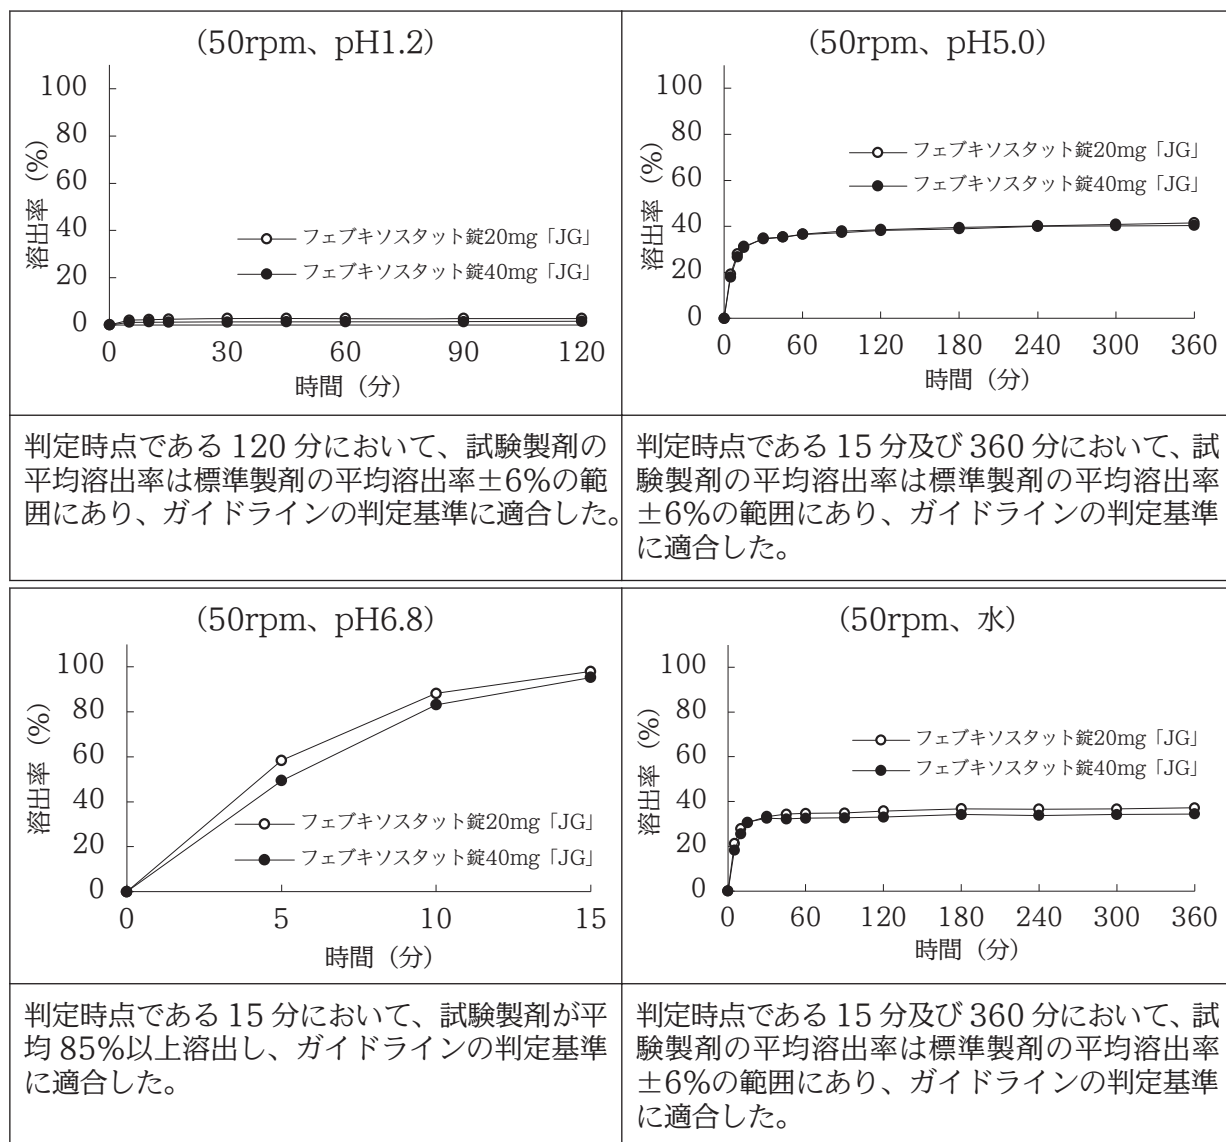 (50rpm、pH1.2)
100
80
60
40
20
0
溶出率 (%)
フェブキソスタット錠20mg「JG」
フェブキソスタット錠40mg「JG」
0 30 60 90 120
時間 (分)
判定時点である 120 分において、試験製剤の
平均溶出率は標準製剤の平均溶出率±6%の範
囲にあり、ガイドラインの判定基準に適合した。
(50rpm、pH5.0)
100
80
60
40
20
0
溶出率 (%)
フェブキソスタット錠20mg「JG」
フェブキソスタット錠40mg「JG」
0 60 120 180 240 300 360
時間 (分)
判定時点である 15 分及び 360 分において、試
験製剤の平均溶出率は標準製剤の平均溶出率
±6%の範囲にあり、ガイドラインの判定基準
に適合した。
(50rpm、pH6.8)
100
80
60
40
20
0
溶出率 (%)
フェブキソスタット錠20mg「JG」
フェブキソスタット錠40mg「JG」
0 5 10 15
時間 (分)
判定時点である 15 分において、試験製剤が平
均 85%以上溶出し、ガイドラインの判定基準
に適合した。
(50rpm、水)
100
80
60
40
20
0
溶出率 (%)
フェブキソスタット錠20mg「JG」
フェブキソスタット錠40mg「JG」
0 60 120 180 240 300 360
時間 (分)
判定時点である 15 分及び 360 分において、試
験製剤の平均溶出率は標準製剤の平均溶出率
±6%の範囲にあり、ガイドラインの判定基準
に適合した。